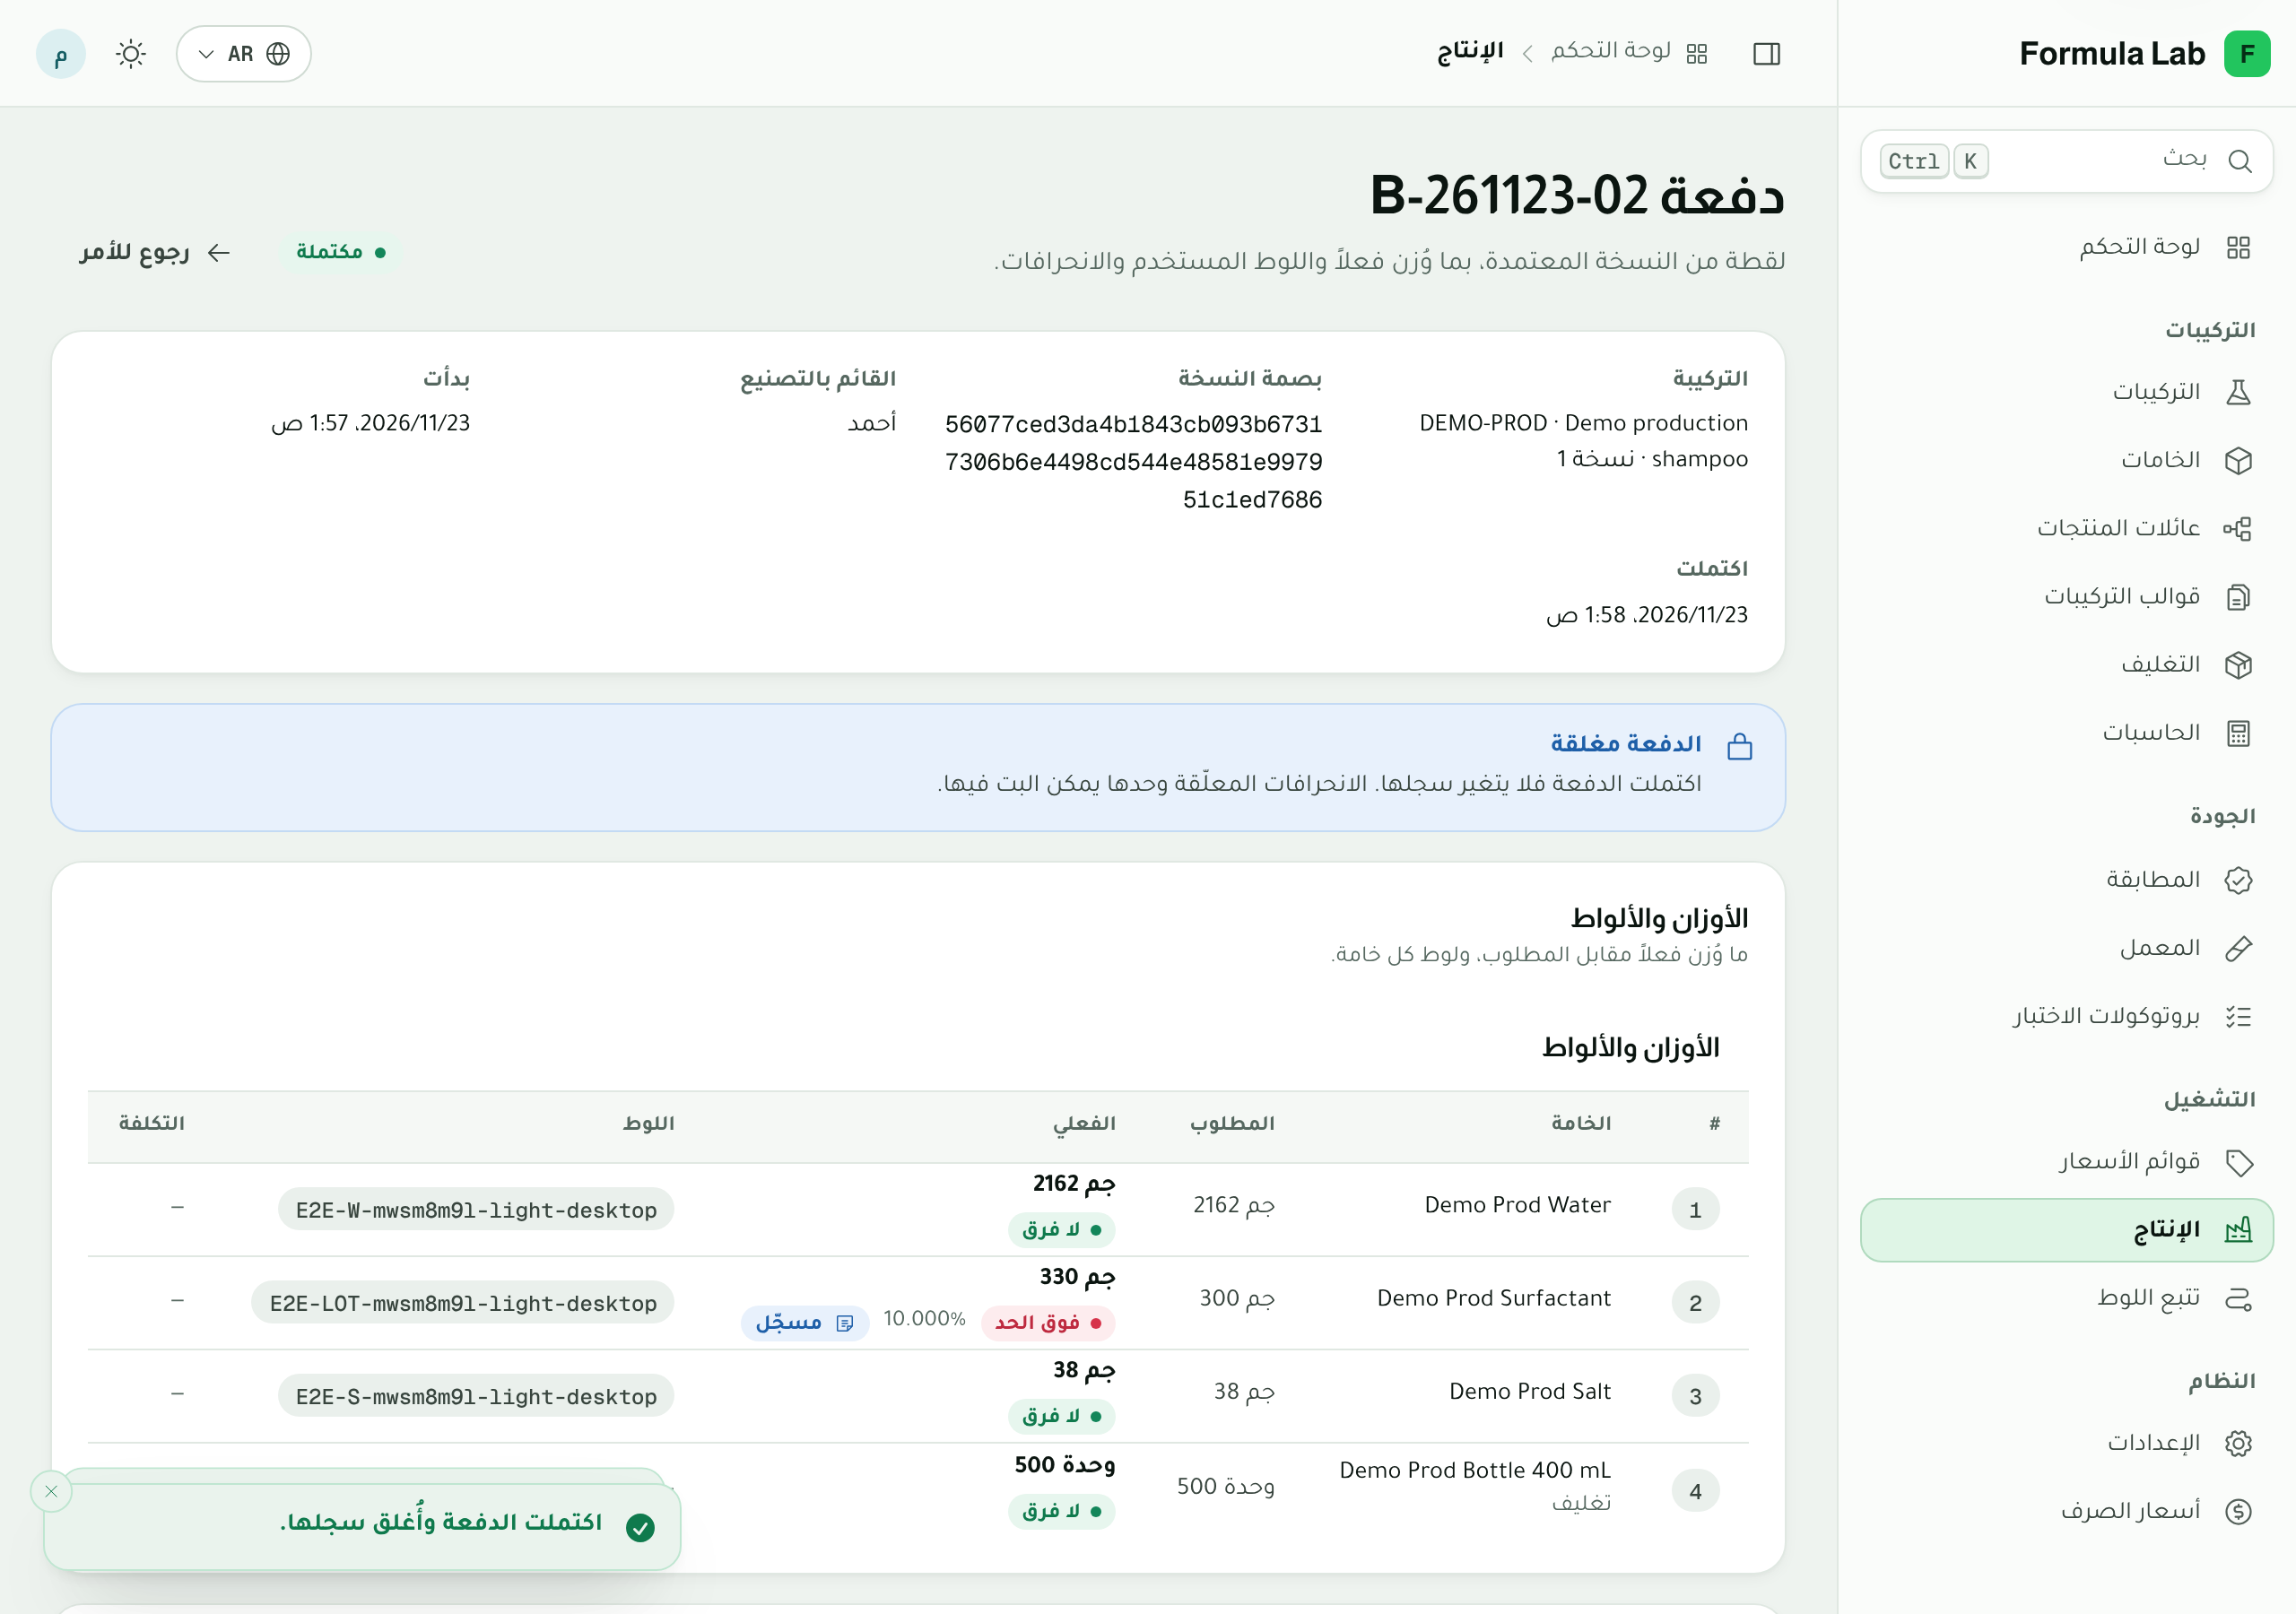 F Formula Lab
بحث Ctrl K
لوحة التحكم
التركيبات
التركيبات
الخامات
عائلات المنتجات
قوالب التركيبات
التغليف
الحاسبات
الجودة
المطابقة
المعمل
بروتوكولات الاختبار
التشغيل
قوائم الأسعار
الإنتاج
تتبع اللوط
النظام
الإعدادات
أسعار الصرف
لوحة التحكم
الإنتاج
AR
م
دفعة B-261123-02
لقطة من النسخة المعتمدة، بما وُزن فعلاً واللوط المستخدم والانحرافات.
مكتملة
رجوع للأمر
التركيبة
DEMO-PROD · Demo production
shampoo · نسخة 1
بصمة النسخة
56077ced3da4b1843cb093b6731
7306b6e4498cd544e48581e9979
51c1ed7686
القائم بالتصنيع
أحمد
بدأت
2026/11/23، 1:57 ص
اكتملت
2026/11/23، 1:58 ص
الدفعة مغلقة
اكتملت الدفعة فلا يتغير سجلها. الانحرافات المعلّقة وحدها يمكن البت فيها.
الأوزان والألواط
ما وُزن فعلاً مقابل المطلوب، ولوط كل خامة.
الأوزان والألواط
# الخامة المطلوب الفعلي اللوط التكلفة
1 Demo Prod Water 2162 جم 2162 جم لا فرق E2E-W-mwsm8m9l-light-desktop –
2 Demo Prod Surfactant 300 جم 330 جم فوق الحد 10.000% مسجّل E2E-LOT-mwsm8m9l-light-desktop –
3 Demo Prod Salt 38 جم 38 جم لا فرق E2E-S-mwsm8m9l-light-desktop –
4 Demo Prod Bottle 400 mL تغليف 500 وحدة 500 وحدة لا فرق
اكتملت الدفعة وأُغلق سجلها.